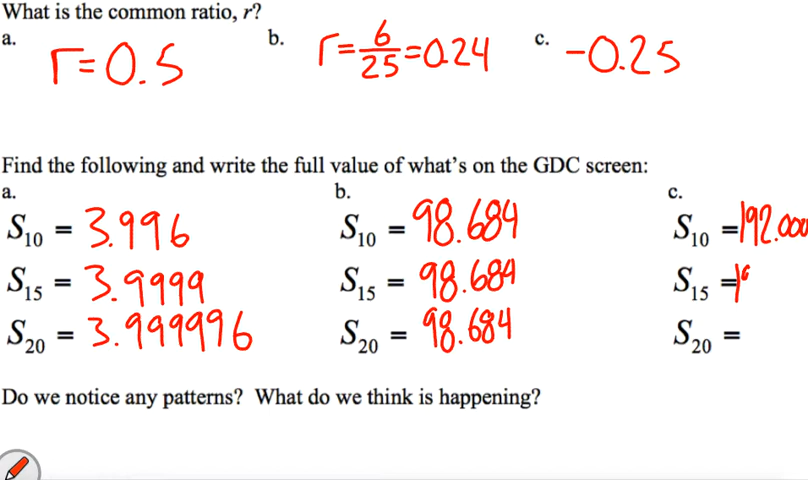 What is the common ratio, r?
a. r = 0.5 b. r = 6/25 = 0.24 c. -0.25
Find the following and write the full value of what's on the GDC screen:
a. b. c.
S10 = 3.996 S10 = 98.684 S10 = 192.000
S15 = 3.9999 S15 = 98.684 S15 =
S20 = 3.999996 S20 = 98.684 S20 =
Do we notice any patterns? What do we think is happening?